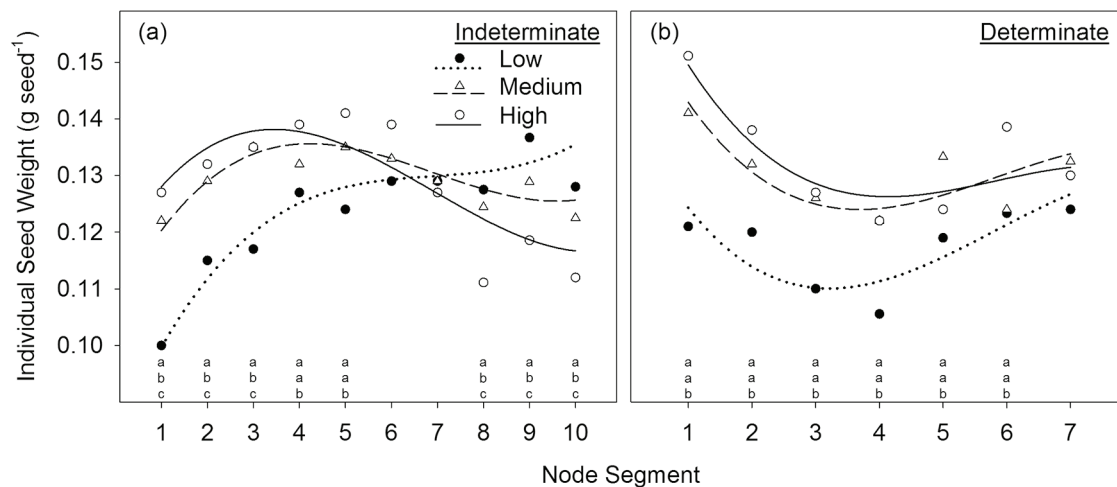 (a)
Indeterminate
Low
Medium
High
(b)
Determinate
Individual Seed Weight (g seed⁻¹)
0.15
0.14
0.13
0.12
0.11
0.10
a a a a a a a a
b b b a a b b b
c c c b b c c c
a a a a a a
a a a a a a
b b b b b b
1 2 3 4 5 6 7 8 9 10
1 2 3 4 5 6 7
Node Segment